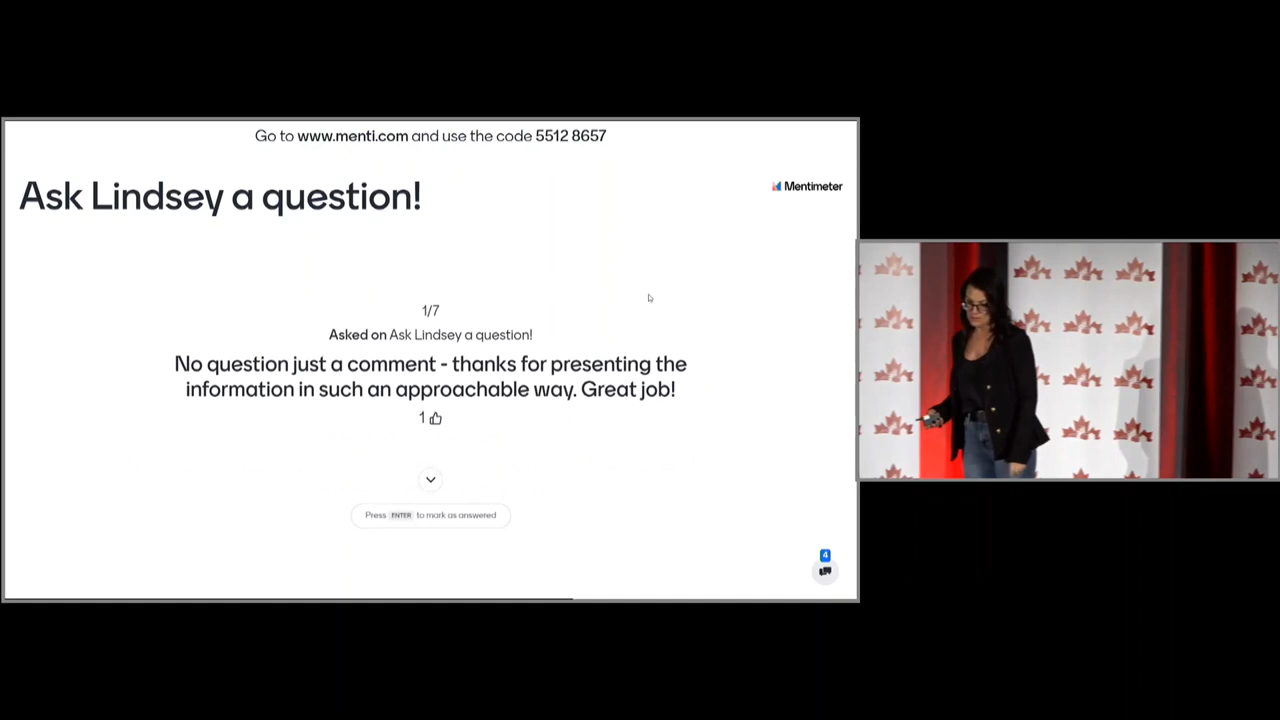 Go to www.menti.com and use the code 5512 8657
Ask Lindsey a question!
Mentimeter
1/7
Asked on Ask Lindsey a question!
No question just a comment - thanks for presenting the
information in such an approachable way. Great job!
1
Press ENTER to mark as answered
4